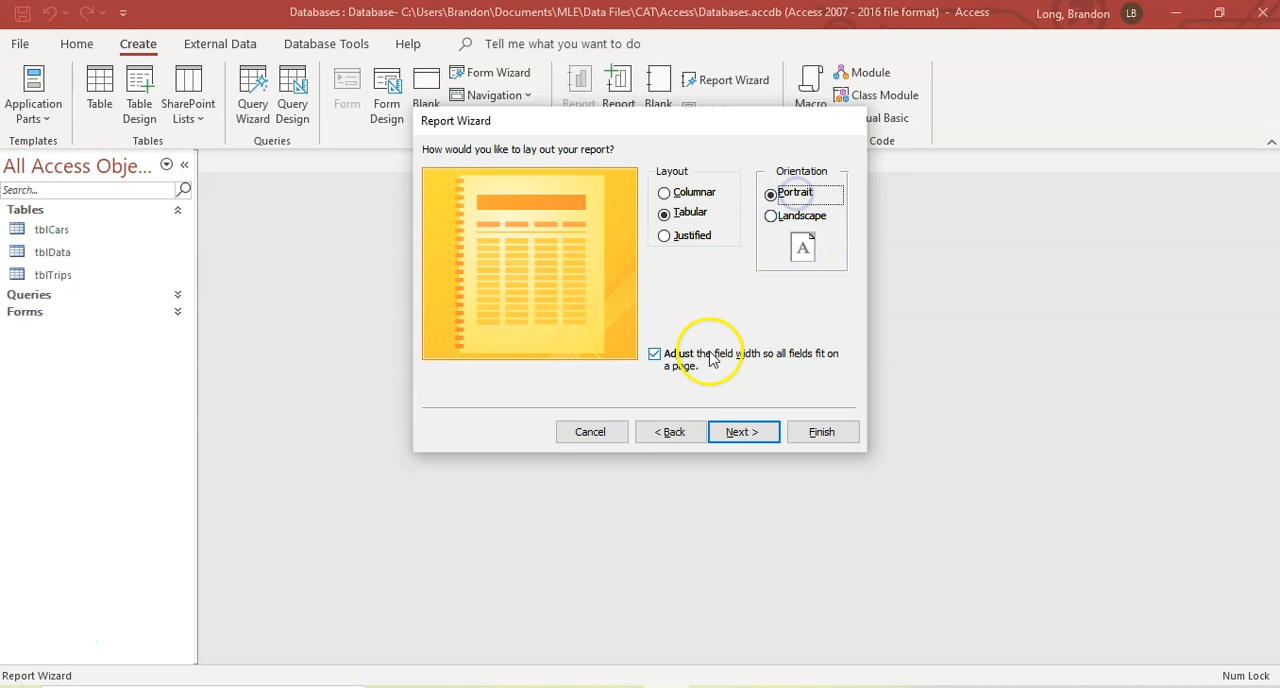 Databases : Database- C:\Users\Brandon\Documents\MLE\Data Files\CAT\Access\Databases.accdb (Access 2007 - 2016 file format) - Access
Long, Brandon
LB
File
Home
Create
External Data
Database Tools
Help
Tell me what you want to do
Application Parts
Table
Table Design
SharePoint Lists
Query Wizard
Query Design
Form
Form Design
Blank
Form Wizard
Navigation
Report
Report
Blank
Report Wizard
Macro
Module
Class Module
ual Basic
Templates
Tables
Queries
Code
All Access Obje...
Search...
Tables
tblCars
tblData
tblTrips
Queries
Forms
Report Wizard
How would you like to lay out your report?
Layout
Columnar
Tabular
Justified
Orientation
Portrait
Landscape
A
Adjust the field width so all fields fit on
a page.
Cancel
< Back
Next >
Finish
Report Wizard
Num Lock